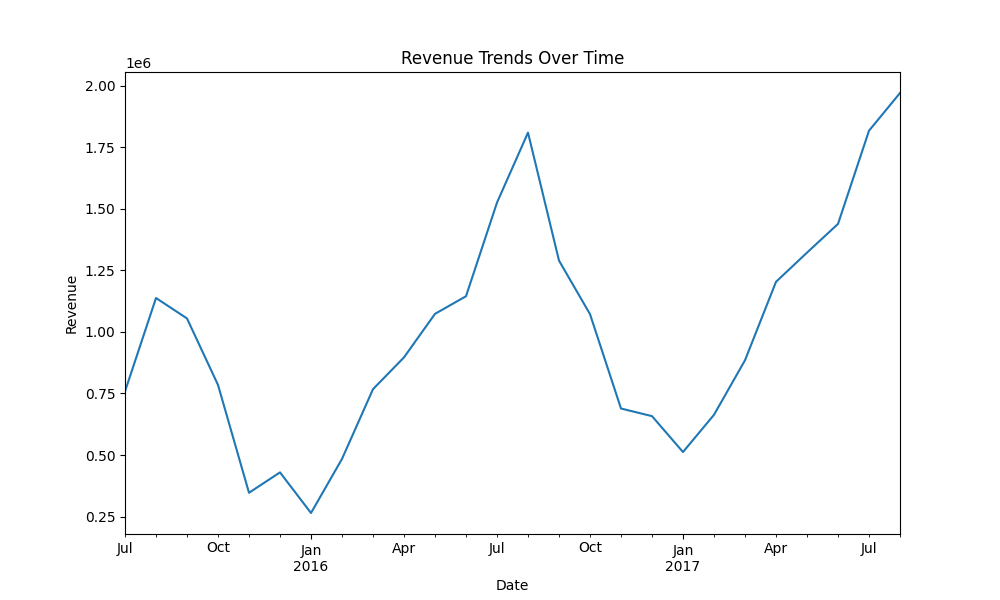 Revenue Trends Over Time
1e6
2.00
1.75
1.50
1.25
1.00
0.75
0.50
0.25
Revenue
Jul
Oct
Jan
2016
Apr
Jul
Oct
Jan
2017
Apr
Jul
Date